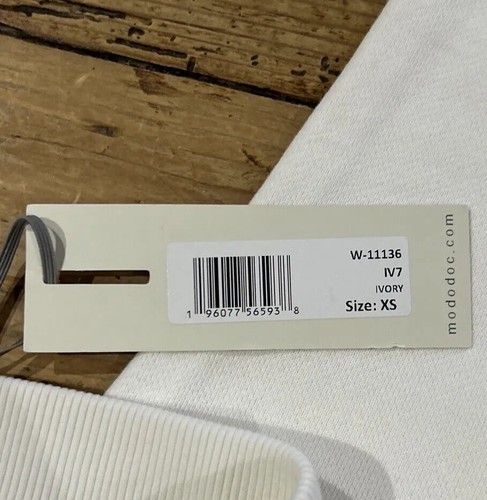 W-11136
IV7
IVORY
Size: XS
1 96077 56593 8
mododoc.com